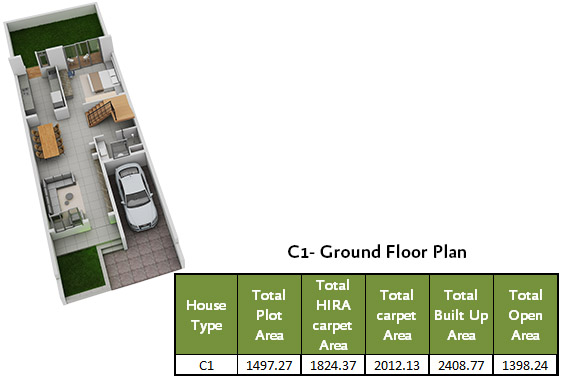 C1- Ground Floor Plan
House Type Total Plot Area Total HIRA carpet Area Total carpet Area Total Built Up Area Total Open Area
C1 1497.27 1824.37 2012.13 2408.77 1398.24